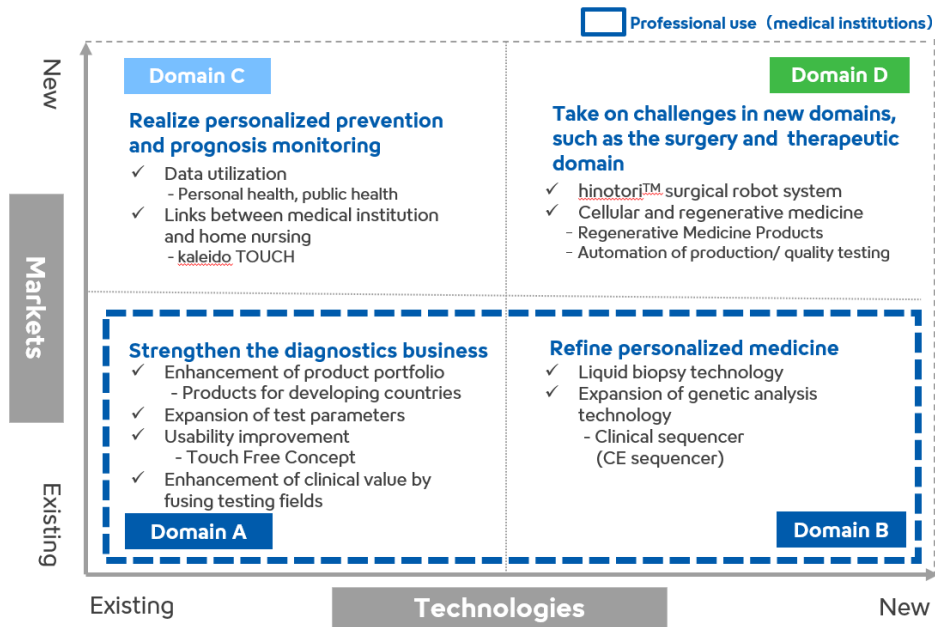 Professional use（medical institutions）
New
Domain C
Realize personalized prevention
and prognosis monitoring
✓ Data utilization
- Personal health, public health
✓ Links between medical institution
and home nursing
- kaleido TOUCH
Domain D
Take on challenges in new domains,
such as the surgery and therapeutic
domain
✓ hinotori™ surgical robot system
✓ Cellular and regenerative medicine
- Regenerative Medicine Products
- Automation of production/ quality testing
Markets
Strengthen the diagnostics business
✓ Enhancement of product portfolio
- Products for developing countries
✓ Expansion of test parameters
✓ Usability improvement
- Touch Free Concept
✓ Enhancement of clinical value by
fusing testing fields
Domain A
Refine personalized medicine
✓ Liquid biopsy technology
✓ Expansion of genetic analysis
technology
- Clinical sequencer
(CE sequencer)
Domain B
Existing
Existing
Technologies
New